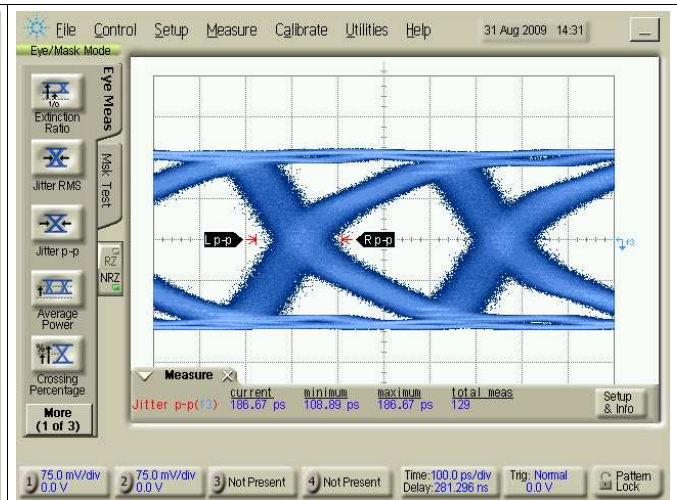 File Control Setup Measure Calibrate Utilities Help 31 Aug 2009 14:31
Eye/Mask Mode
Eye Meas
Msk Test
RZ
NRZ
1/0
Extinction
Ratio
Jitter RMS
Jitter p-p
Average
Power
%
Crossing
Percentage
More
(1 of 3)
L p-p
R p-p
f3
Measure
current minimum maximum total meas
Jitter p-p(f3) 186.67 ps 108.89 ps 186.67 ps 129
Setup
& Info
1) 75.0 mV/div
0.0 V
2) 75.0 mV/div
0.0 V
3) Not Present
4) Not Present
Time:100.0 ps/div
Delay:281.296 ns
Trig: Normal
0.0 V
Pattern
Lock